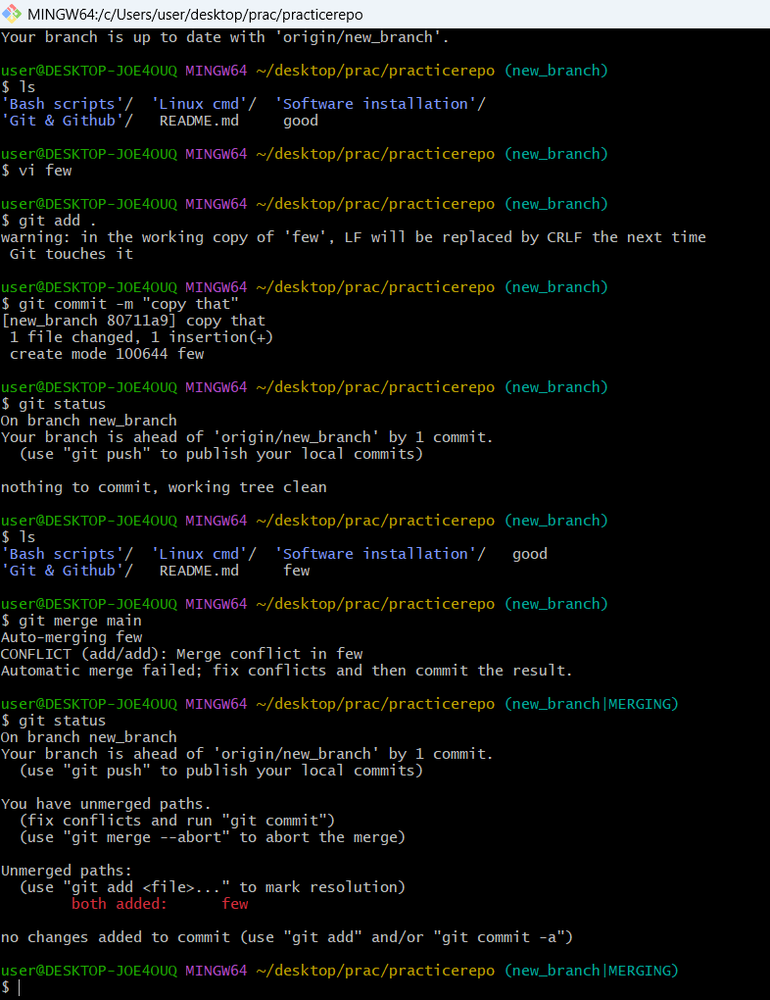 MINGW64:/c/Users/user/desktop/prac/practicerepo
Your branch is up to date with 'origin/new_branch'.
user@DESKTOP-JOE4OUQ MINGW64 ~/desktop/prac/practicerepo (new_branch)
$ ls
'Bash scripts'/  'Linux cmd'/  'Software installation'/
'Git & Github'/   README.md     good
user@DESKTOP-JOE4OUQ MINGW64 ~/desktop/prac/practicerepo (new_branch)
$ vi few
user@DESKTOP-JOE4OUQ MINGW64 ~/desktop/prac/practicerepo (new_branch)
$ git add .
warning: in the working copy of 'few', LF will be replaced by CRLF the next time
 Git touches it
user@DESKTOP-JOE4OUQ MINGW64 ~/desktop/prac/practicerepo (new_branch)
$ git commit -m "copy that"
[new_branch 80711a9] copy that
 1 file changed, 1 insertion(+)
 create mode 100644 few
user@DESKTOP-JOE4OUQ MINGW64 ~/desktop/prac/practicerepo (new_branch)
$ git status
On branch new_branch
Your branch is ahead of 'origin/new_branch' by 1 commit.
  (use "git push" to publish your local commits)
nothing to commit, working tree clean
user@DESKTOP-JOE4OUQ MINGW64 ~/desktop/prac/practicerepo (new_branch)
$ ls
'Bash scripts'/  'Linux cmd'/  'Software installation'/   good
'Git & Github'/   README.md     few
user@DESKTOP-JOE4OUQ MINGW64 ~/desktop/prac/practicerepo (new_branch)
$ git merge main
Auto-merging few
CONFLICT (add/add): Merge conflict in few
Automatic merge failed; fix conflicts and then commit the result.
user@DESKTOP-JOE4OUQ MINGW64 ~/desktop/prac/practicerepo (new_branch|MERGING)
$ git status
On branch new_branch
Your branch is ahead of 'origin/new_branch' by 1 commit.
  (use "git push" to publish your local commits)
You have unmerged paths.
  (fix conflicts and run "git commit")
  (use "git merge --abort" to abort the merge)
Unmerged paths:
  (use "git add <file>..." to mark resolution)
        both added:      few
no changes added to commit (use "git add" and/or "git commit -a")
user@DESKTOP-JOE4OUQ MINGW64 ~/desktop/prac/practicerepo (new_branch|MERGING)
$